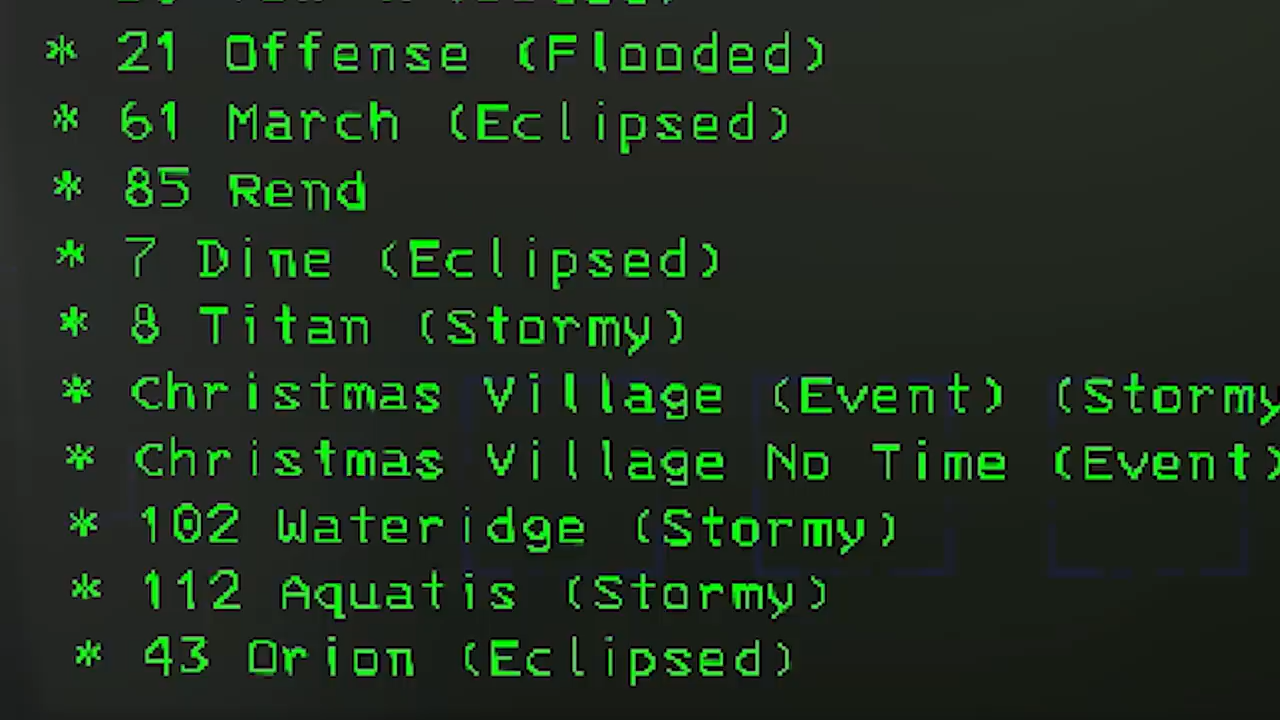 * 21 Offense (Flooded)
* 61 March (Eclipsed)
* 85 Rend
* 7 Dine (Eclipsed)
* 8 Titan (Stormy)
* Christmas Village (Event) (Stormy
* Christmas Village No Time (Event)
* 102 Wateridge (Stormy)
* 112 Aquatis (Stormy)
* 43 Orion (Eclipsed)